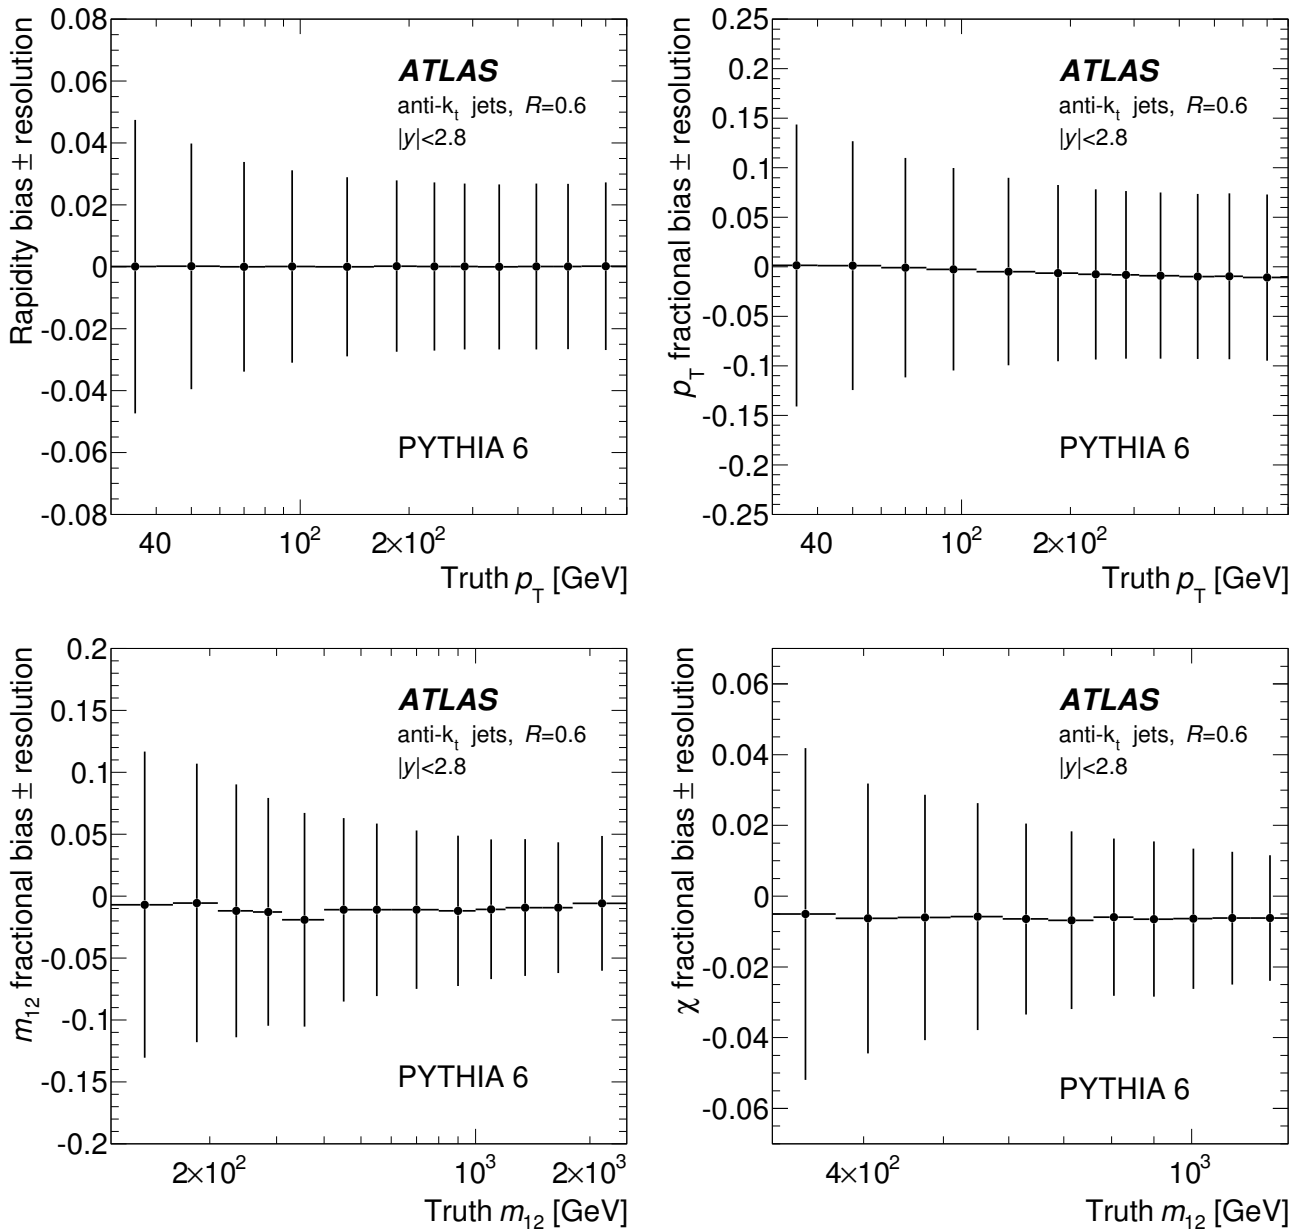 Rapidity bias ± resolution
0.08
0.06
0.04
0.02
0
-0.02
-0.04
-0.06
-0.08
ATLAS
anti-kt jets, R=0.6
|y|<2.8
PYTHIA 6
40
10²
2×10²
Truth pT [GeV]
pT fractional bias ± resolution
0.25
0.2
0.15
0.1
0.05
0
-0.05
-0.1
-0.15
-0.2
-0.25
ATLAS
anti-kt jets, R=0.6
|y|<2.8
PYTHIA 6
40
10²
2×10²
Truth pT [GeV]
m12 fractional bias ± resolution
0.2
0.15
0.1
0.05
0
-0.05
-0.1
-0.15
-0.2
ATLAS
anti-kt jets, R=0.6
|y|<2.8
PYTHIA 6
2×10²
10³
2×10³
Truth m12 [GeV]
χ fractional bias ± resolution
0.06
0.04
0.02
0
-0.02
-0.04
-0.06
ATLAS
anti-kt jets, R=0.6
|y|<2.8
PYTHIA 6
4×10²
10³
Truth m12 [GeV]